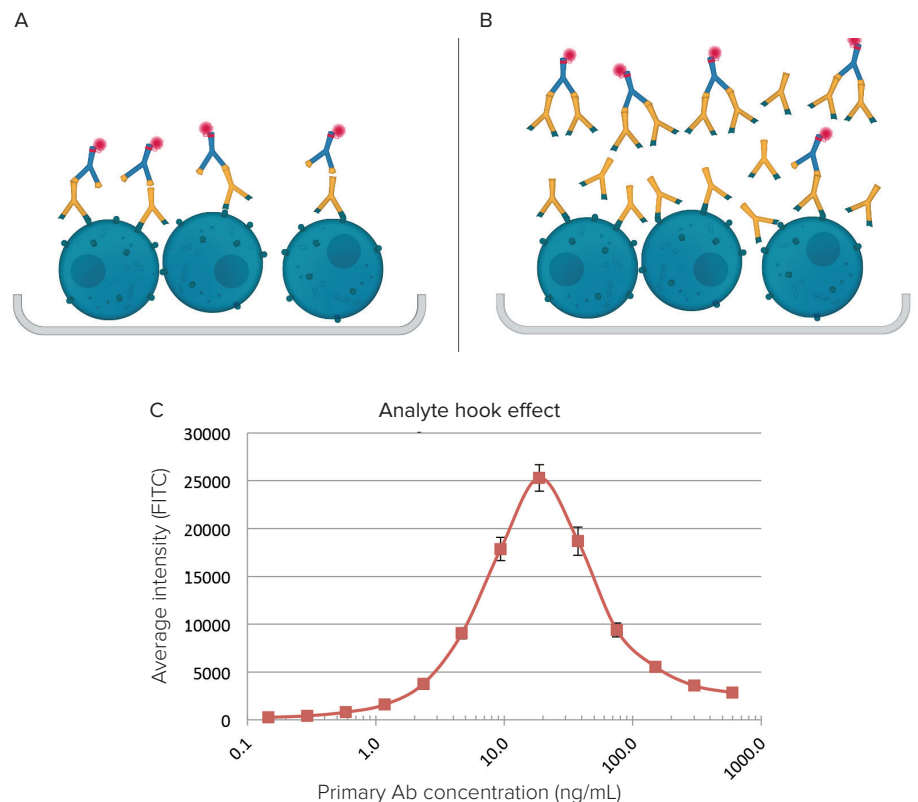 A
B
C
Analyte hook effect
Average intensity (FITC)
30000
25000
20000
15000
10000
5000
0
0.1
1.0
10.0
100.0
1000.0
Primary Ab concentration (ng/mL)